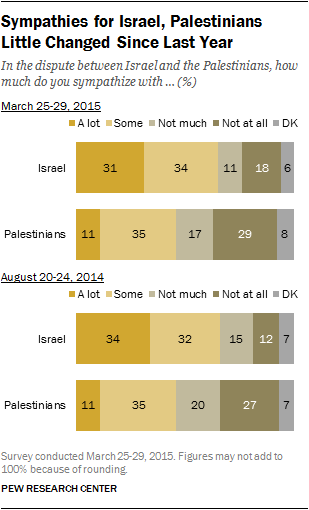 Sympathies for Israel, Palestinians
Little Changed Since Last Year
In the dispute between Israel and the Palestinians, how
much do you sympathize with ... (%)
March 25-29, 2015
A lot Some Not much Not at all DK
Israel 31 34 11 18 6
Palestinians 11 35 17 29 8
August 20-24, 2014
A lot Some Not much Not at all DK
Israel 34 32 15 12 7
Palestinians 11 35 20 27 7
Survey conducted March 25-29, 2015. Figures may not add to
100% because of rounding.
PEW RESEARCH CENTER